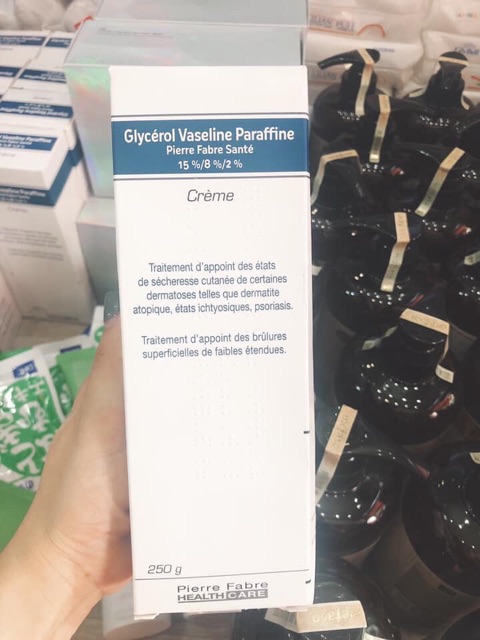 Glycérol Vaseline Paraffine
Pierre Fabre Santé
15 %/8 %/2 %
Crème
Traitement d'appoint des états
de sécheresse cutanée de certaines
dermatoses telles que dermatite
atopique, états ichtyosiques, psoriasis.
Traitement d'appoint des brûlures
superficielles de faibles étendues.
250 g
Pierre Fabre
HEALTH CARE